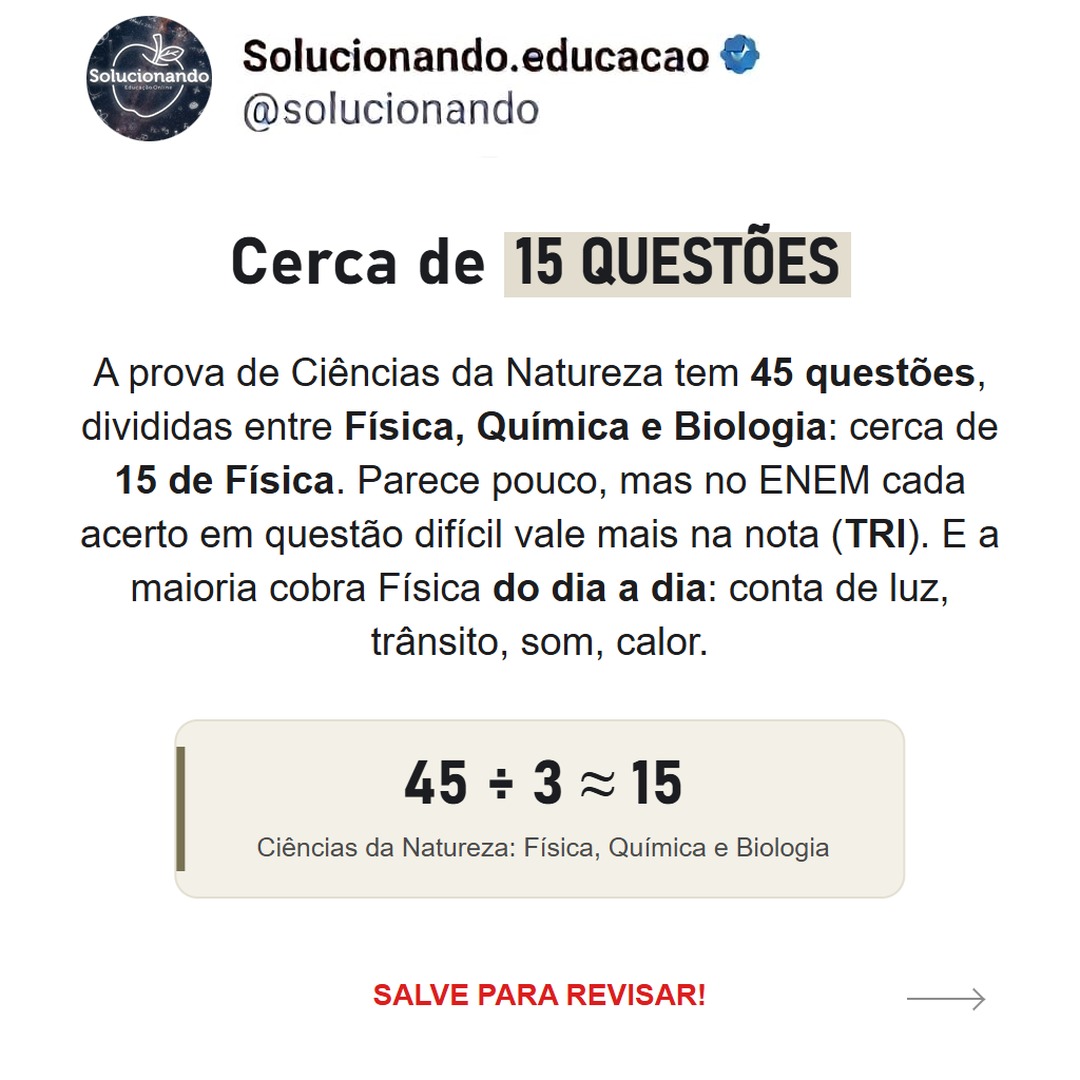 Solucionando
Educação Online
Solucionando.educacao
@solucionando
Cerca de 15 QUESTÕES
A prova de Ciências da Natureza tem 45 questões,
divididas entre Física, Química e Biologia: cerca de
15 de Física. Parece pouco, mas no ENEM cada
acerto em questão difícil vale mais na nota (TRI). E a
maioria cobra Física do dia a dia: conta de luz,
trânsito, som, calor.
45 ÷ 3 ≈ 15
Ciências da Natureza: Física, Química e Biologia
SALVE PARA REVISAR!